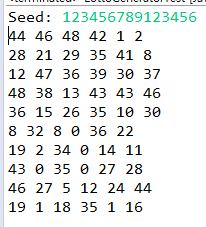 Seed: 123456789123456
44 46 48 42 1 2
28 21 29 35 41 8
12 47 36 39 30 37
48 38 13 43 43 46
36 15 26 35 10 30
8 32 8 0 36 22
19 2 34 0 14 11
43 0 35 0 27 28
46 27 5 12 24 44
19 1 18 35 1 16